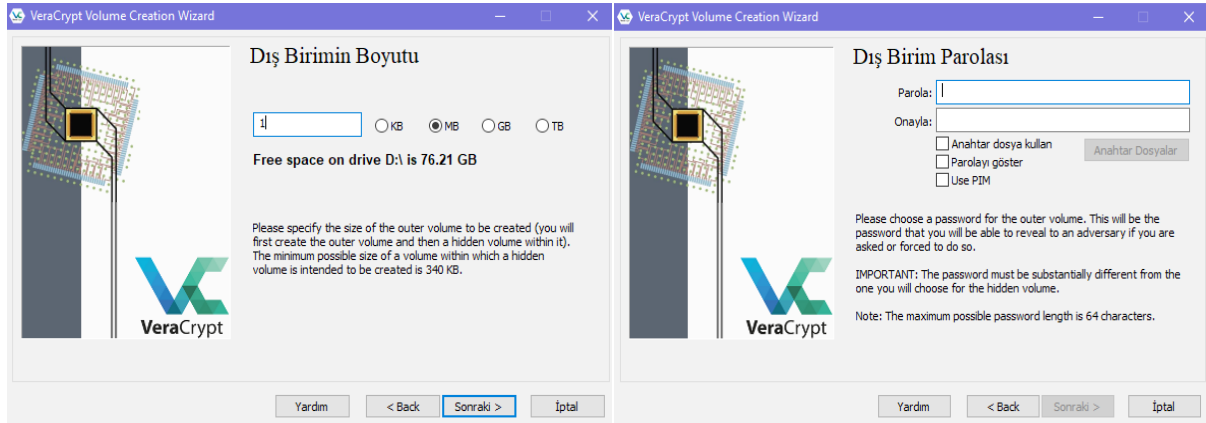 VeraCrypt Volume Creation Wizard
Dış Birimin Boyutu
1
KB MB GB TB
Free space on drive D:\ is 76.21 GB
Please specify the size of the outer volume to be created (you will
first create the outer volume and then a hidden volume within it).
The minimum possible size of a volume within which a hidden
volume is intended to be created is 340 KB.
VeraCrypt
Yardım < Back Sonraki > İptal
VeraCrypt Volume Creation Wizard
Dış Birim Parolası
Parola:
Onayla:
Anahtar dosya kullan Anahtar Dosyalar
Parolayı göster
Use PIM
Please choose a password for the outer volume. This will be the
password that you will be able to reveal to an adversary if you are
asked or forced to do so.
IMPORTANT: The password must be substantially different from the
one you will choose for the hidden volume.
Note: The maximum possible password length is 64 characters.
VeraCrypt
Yardım < Back Sonraki > İptal